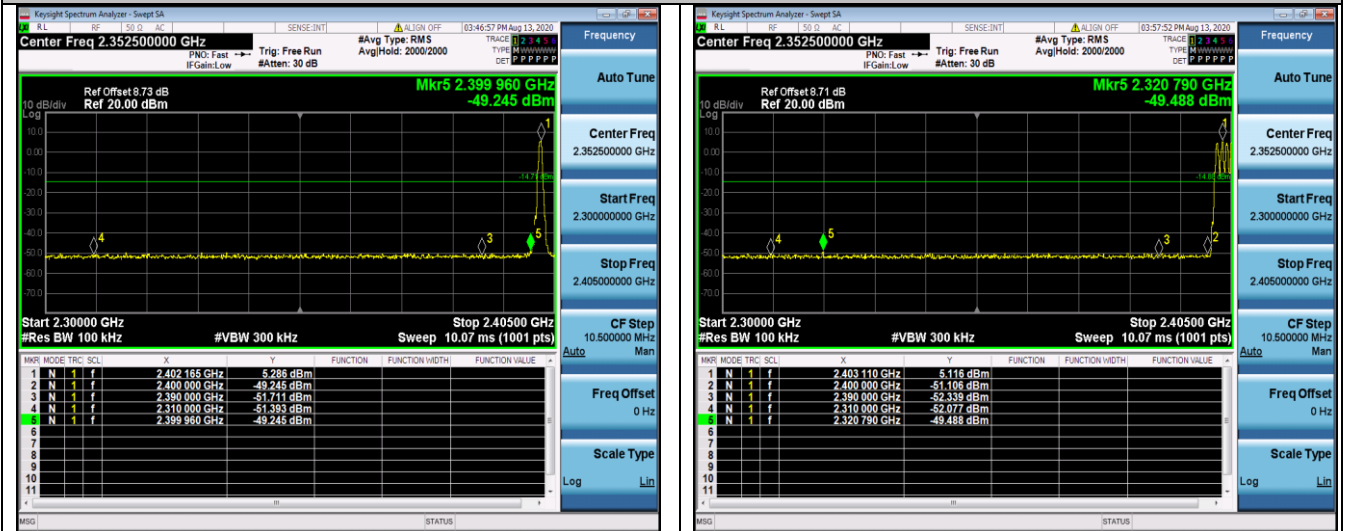 Keysight Spectrum Analyzer - Swept SA
RL RF 50 Ω AC SENSE:INT ALIGN OFF 03:46:57 PM Aug 13, 2020
Center Freq 2.352500000 GHz
PNO: Fast
IFGain:Low
Trig: Free Run
#Atten: 30 dB
#Avg Type: RMS
Avg|Hold: 2000/2000
TRACE 1 2 3 4 5 6
TYPE M W W W W W
DET P P P P P P
Mkr5 2.399 960 GHz
-49.245 dBm
Ref Offset 8.73 dB
10 dB/div Ref 20.00 dBm
Log
10.0
0.00
-10.0
-20.0
-30.0
-40.0
-50.0
-60.0
-70.0
1
-14.71 dBm
4
3
5
Start 2.30000 GHz Stop 2.40500 GHz
#Res BW 100 kHz #VBW 300 kHz Sweep 10.07 ms (1001 pts)
MKR MODE TRC SCL X Y FUNCTION FUNCTION WIDTH FUNCTION VALUE
1 N 1 f 2.402 165 GHz 5.286 dBm
2 N 1 f 2.400 000 GHz -49.245 dBm
3 N 1 f 2.390 000 GHz -51.711 dBm
4 N 1 f 2.310 000 GHz -51.393 dBm
5 N 1 f 2.399 960 GHz -49.245 dBm
6
7
8
9
10
11
MSG STATUS
Frequency
Auto Tune
Center Freq
2.352500000 GHz
Start Freq
2.300000000 GHz
Stop Freq
2.405000000 GHz
CF Step
10.500000 MHz
Auto Man
Freq Offset
0 Hz
Scale Type
Log Lin
Keysight Spectrum Analyzer - Swept SA
RL RF 50 Ω AC SENSE:INT ALIGN OFF 03:57:52 PM Aug 13, 2020
Center Freq 2.352500000 GHz
PNO: Fast
IFGain:Low
Trig: Free Run
#Atten: 30 dB
#Avg Type: RMS
Avg|Hold: 2000/2000
TRACE 1 2 3 4 5 6
TYPE M W W W W W
DET P P P P P P
Mkr5 2.320 790 GHz
-49.488 dBm
Ref Offset 8.71 dB
10 dB/div Ref 20.00 dBm
Log
10.0
0.00
-10.0
-20.0
-30.0
-40.0
-50.0
-60.0
-70.0
1
4
5
3
2
Start 2.30000 GHz Stop 2.40500 GHz
#Res BW 100 kHz #VBW 300 kHz Sweep 10.07 ms (1001 pts)
MKR MODE TRC SCL X Y FUNCTION FUNCTION WIDTH FUNCTION VALUE
1 N 1 f 2.403 110 GHz 5.116 dBm
2 N 1 f 2.400 000 GHz -51.106 dBm
3 N 1 f 2.390 000 GHz -52.339 dBm
4 N 1 f 2.310 000 GHz -52.077 dBm
5 N 1 f 2.320 790 GHz -49.488 dBm
6
7
8
9
10
11
MSG STATUS
Frequency
Auto Tune
Center Freq
2.352500000 GHz
Start Freq
2.300000000 GHz
Stop Freq
2.405000000 GHz
CF Step
10.500000 MHz
Auto Man
Freq Offset
0 Hz
Scale Type
Log Lin